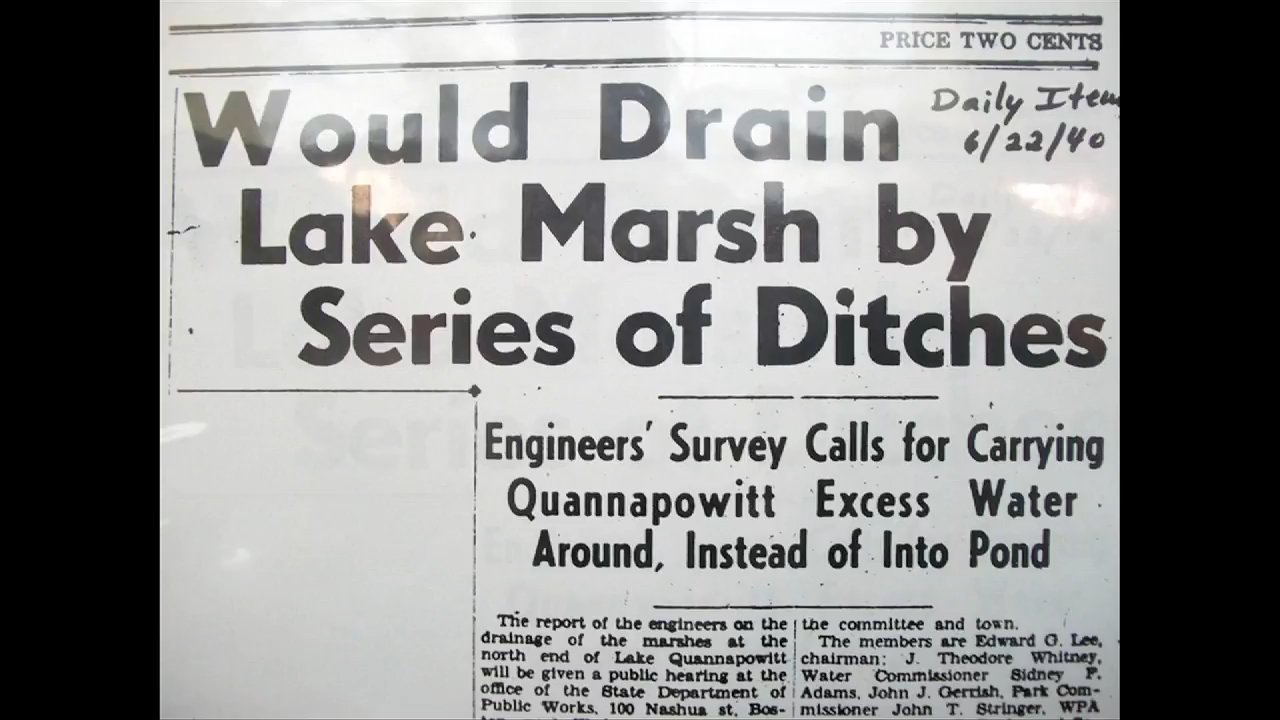 PRICE TWO CENTS
Daily Item
6/22/40
Would Drain
Lake Marsh by
Series of Ditches
Engineers' Survey Calls for Carrying
Quannapowitt Excess Water
Around, Instead of Into Pond
The report of the engineers on the
drainage of the marshes at the
north end of Lake Quannapowitt
will be given a public hearing at the
office of the State Department of
Public Works, 100 Nashua st, Bos-
the committee and town.
The members are Edward G. Lee,
chairman; J. Theodore Whitney,
Water Commissioner Sidney F.
Adams, John J. Gerrish, Park Com-
missioner John T. Stringer, WPA